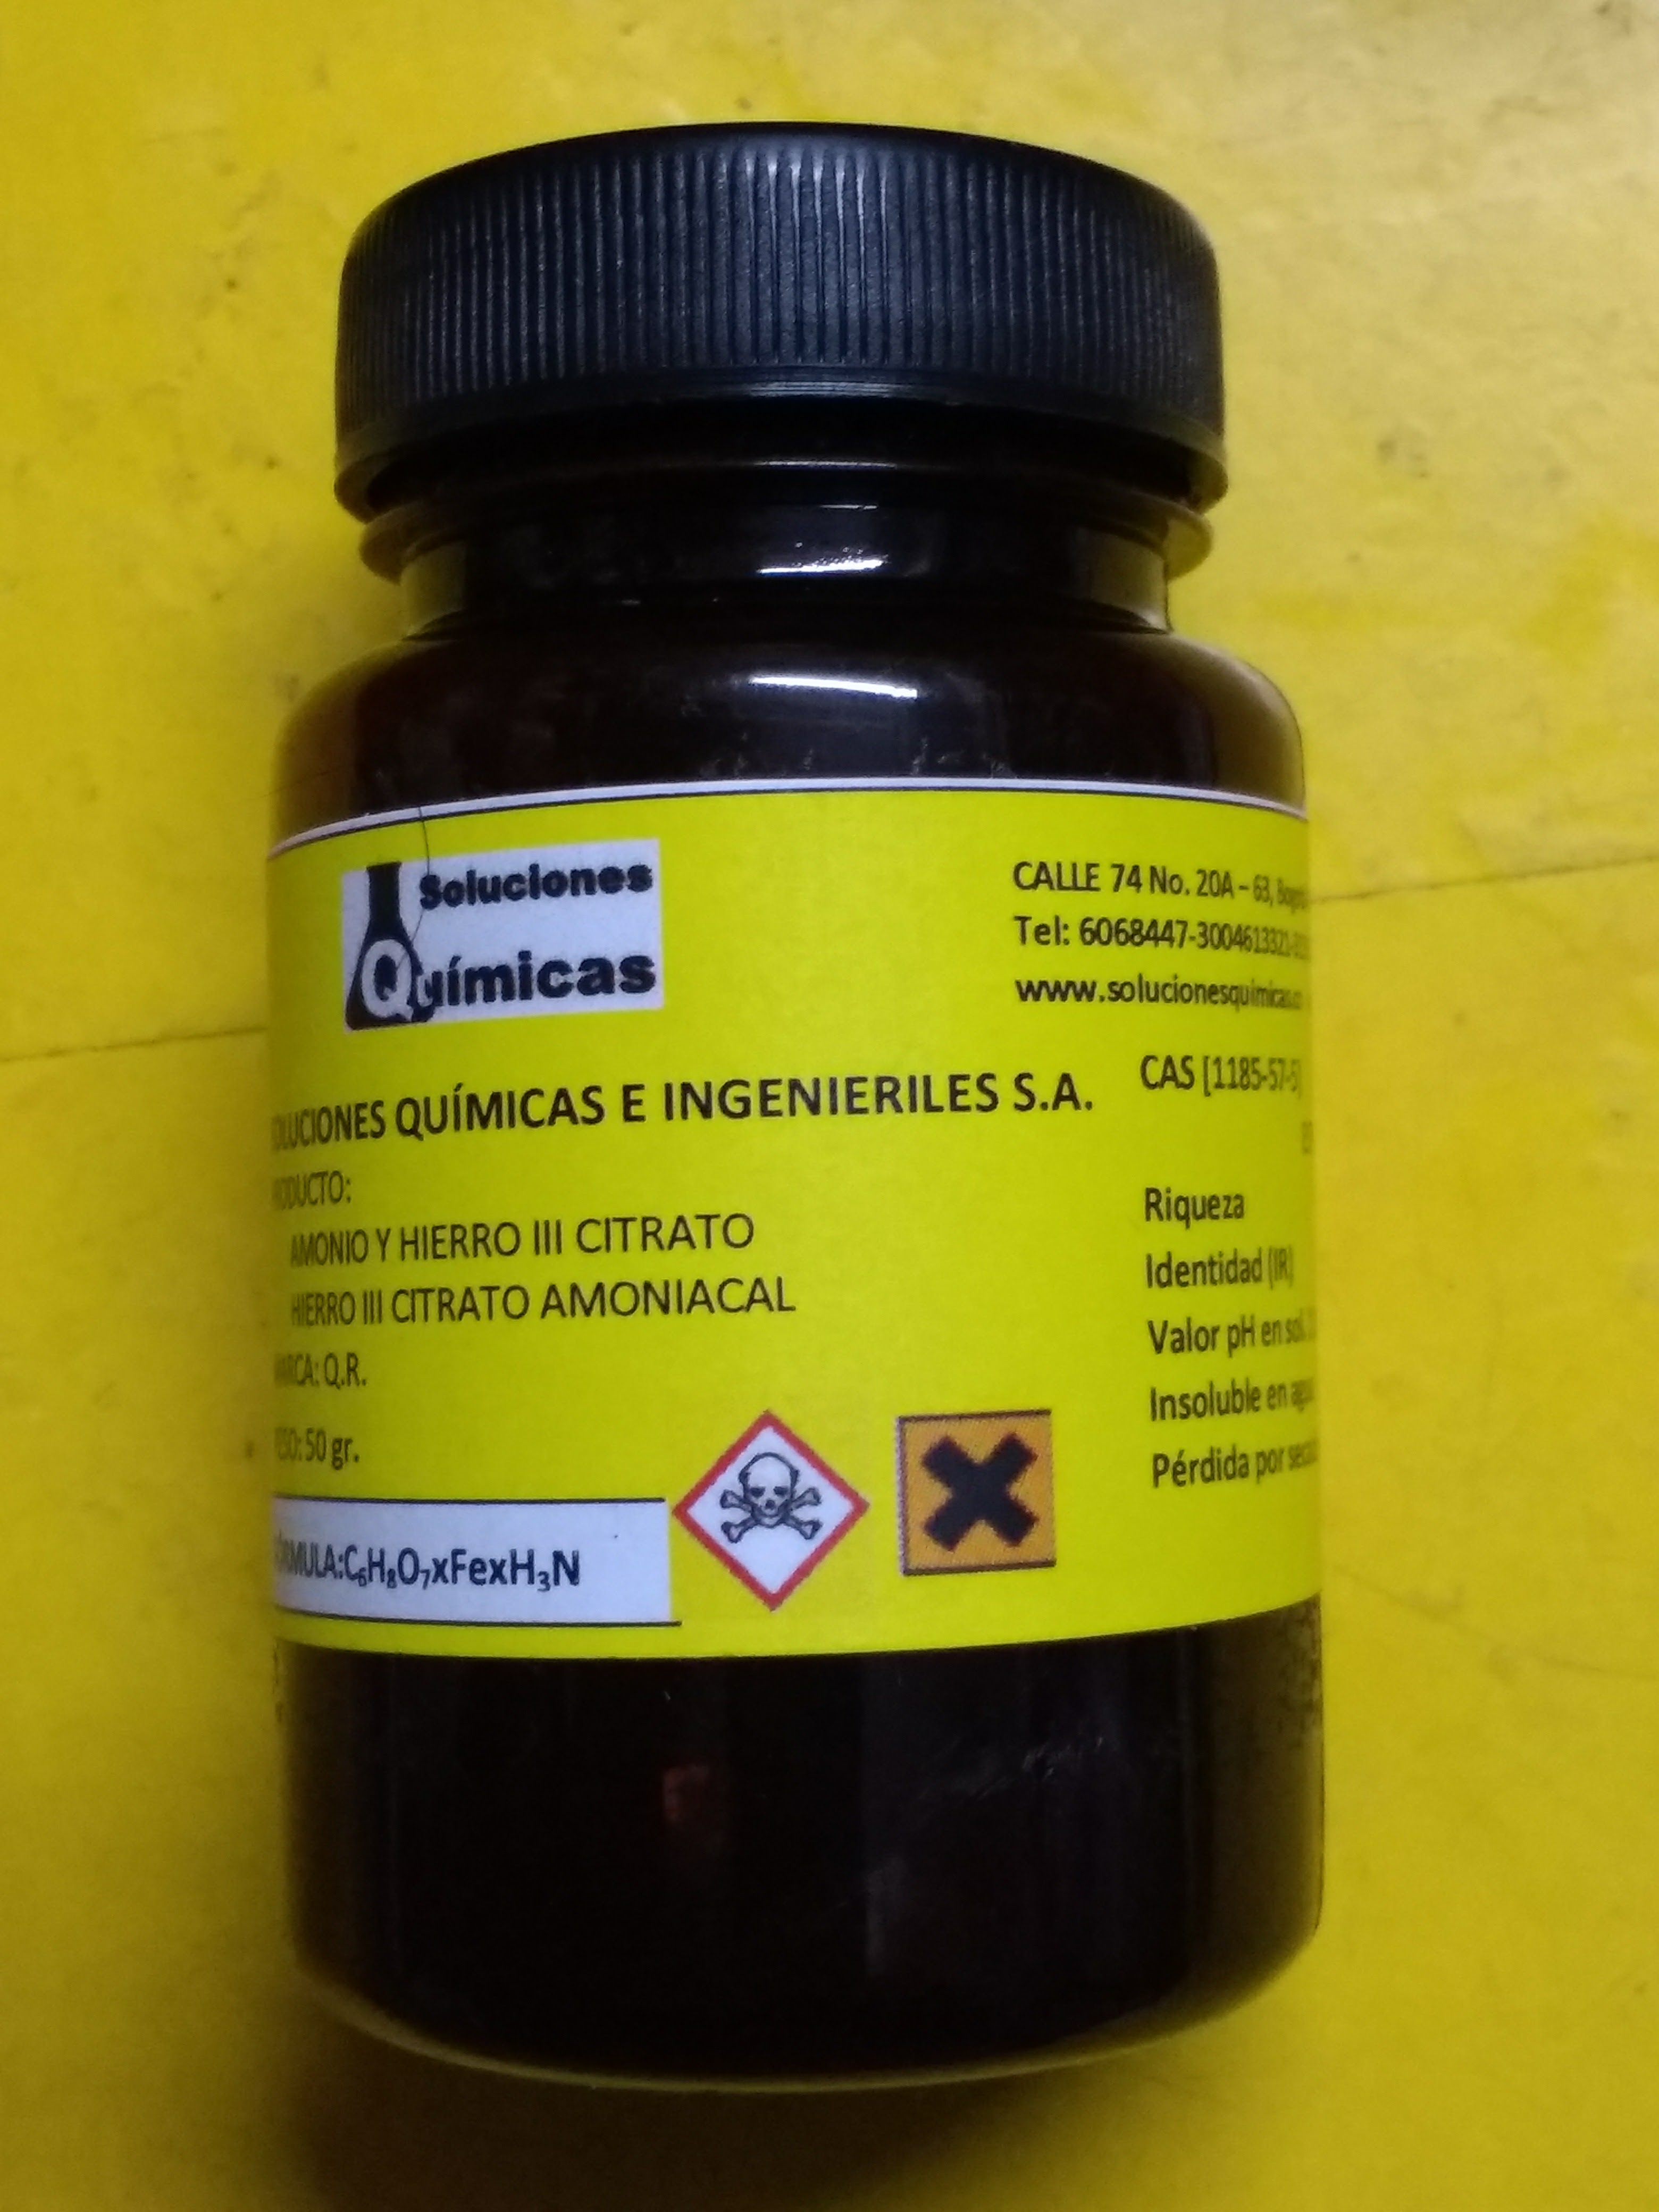 Soluciones
Químicas
CALLE 74 No. 20A – 63,
Tel: 6068447-3004613321
www.solucionesquimicas
SOLUCIONES QUÍMICAS E INGENIERILES S.A.
CAS [1185-57-5]
PRODUCTO:
AMONIO Y HIERRO III CITRATO
HIERRO III CITRATO AMONIACAL
MARCA: Q.R.
PESO: 50 gr.
FÓRMULA:C₆H₈O₇xFexH₃N
Riqueza
Identidad (IR)
Valor pH en sol.
Insoluble en agua
Pérdida por